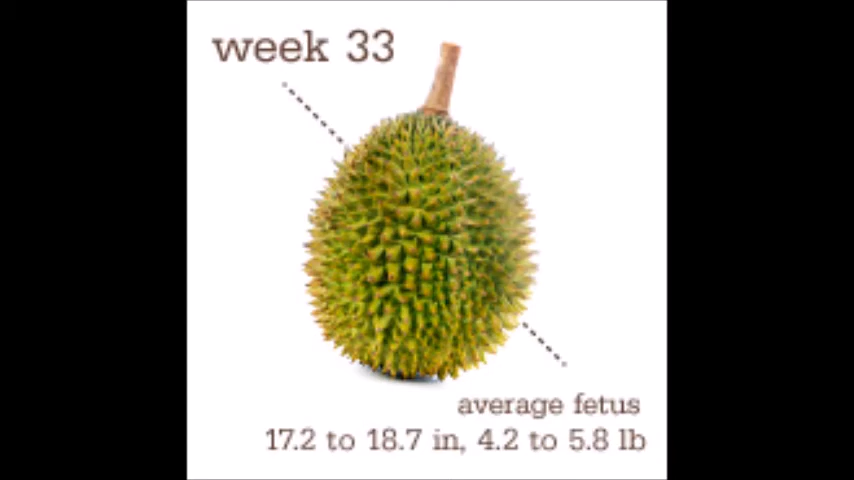 week 33
average fetus
17.2 to 18.7 in, 4.2 to 5.8 lb